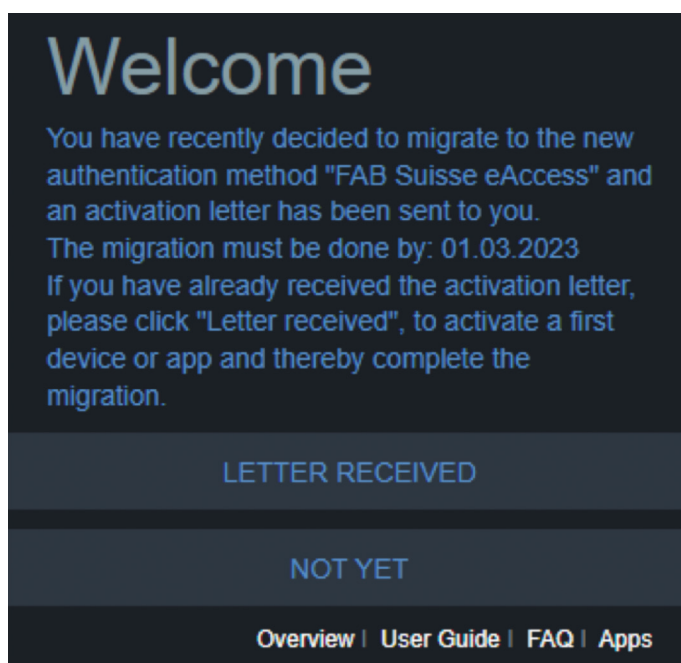 Welcome
You have recently decided to migrate to the new
authentication method "FAB Suisse eAccess" and
an activation letter has been sent to you.
The migration must be done by: 01.03.2023
If you have already received the activation letter,
please click "Letter received", to activate a first
device or app and thereby complete the
migration.
LETTER RECEIVED
NOT YET
Overview | User Guide | FAQ | Apps